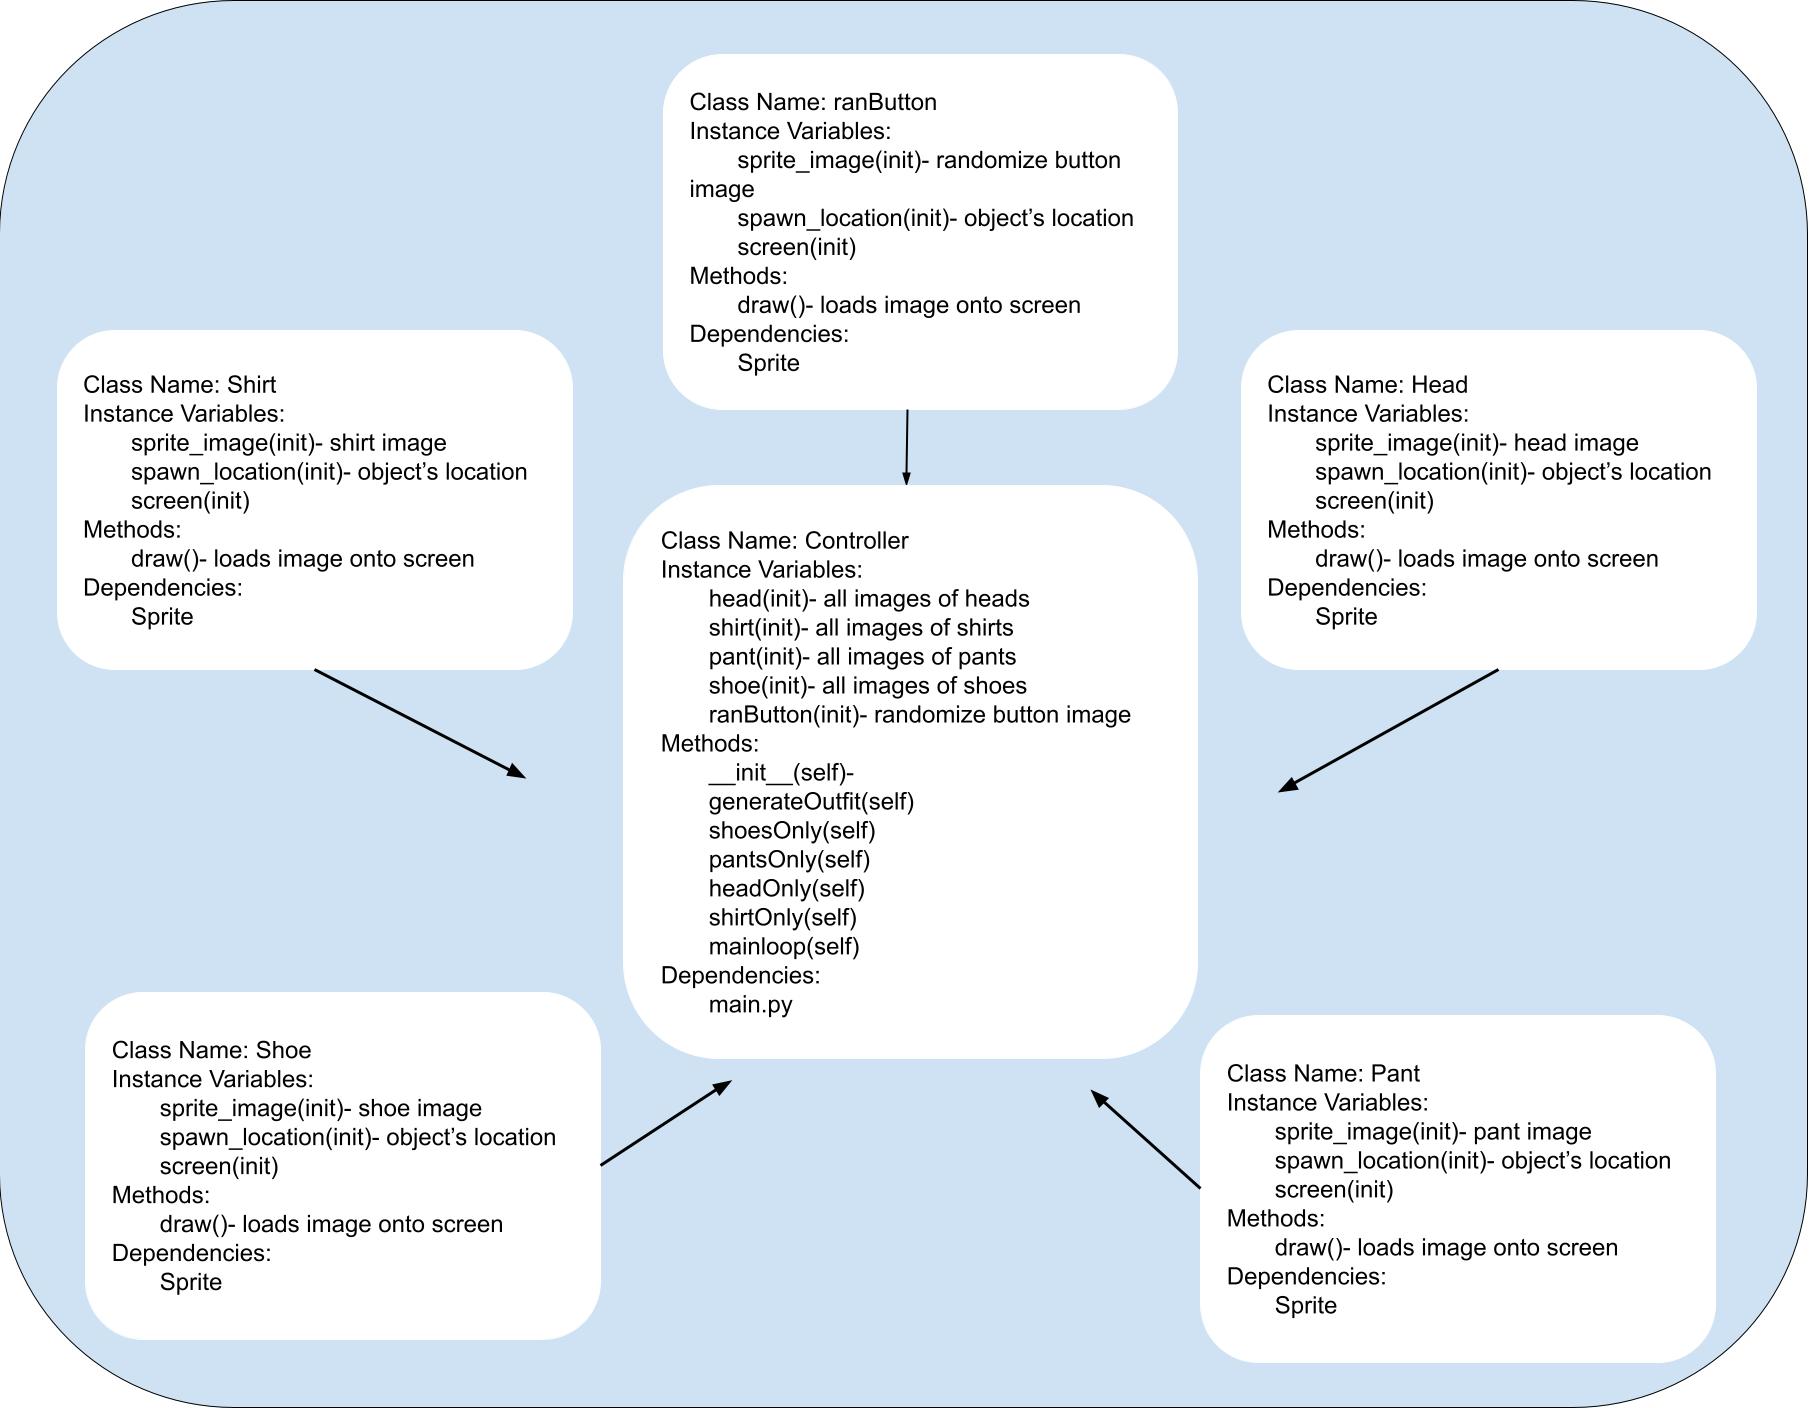 Class Name: ranButton
Instance Variables:
sprite_image(init)- randomize button
image
spawn_location(init)- object’s location
screen(init)
Methods:
draw()- loads image onto screen
Dependencies:
Sprite
Class Name: Shirt
Instance Variables:
sprite_image(init)- shirt image
spawn_location(init)- object’s location
screen(init)
Methods:
draw()- loads image onto screen
Dependencies:
Sprite
Class Name: Head
Instance Variables:
sprite_image(init)- head image
spawn_location(init)- object’s location
screen(init)
Methods:
draw()- loads image onto screen
Dependencies:
Sprite
Class Name: Controller
Instance Variables:
head(init)- all images of heads
shirt(init)- all images of shirts
pant(init)- all images of pants
shoe(init)- all images of shoes
ranButton(init)- randomize button image
Methods:
__init__(self)-
generateOutfit(self)
shoesOnly(self)
pantsOnly(self)
headOnly(self)
shirtOnly(self)
mainloop(self)
Dependencies:
main.py
Class Name: Shoe
Instance Variables:
sprite_image(init)- shoe image
spawn_location(init)- object’s location
screen(init)
Methods:
draw()- loads image onto screen
Dependencies:
Sprite
Class Name: Pant
Instance Variables:
sprite_image(init)- pant image
spawn_location(init)- object’s location
screen(init)
Methods:
draw()- loads image onto screen
Dependencies:
Sprite